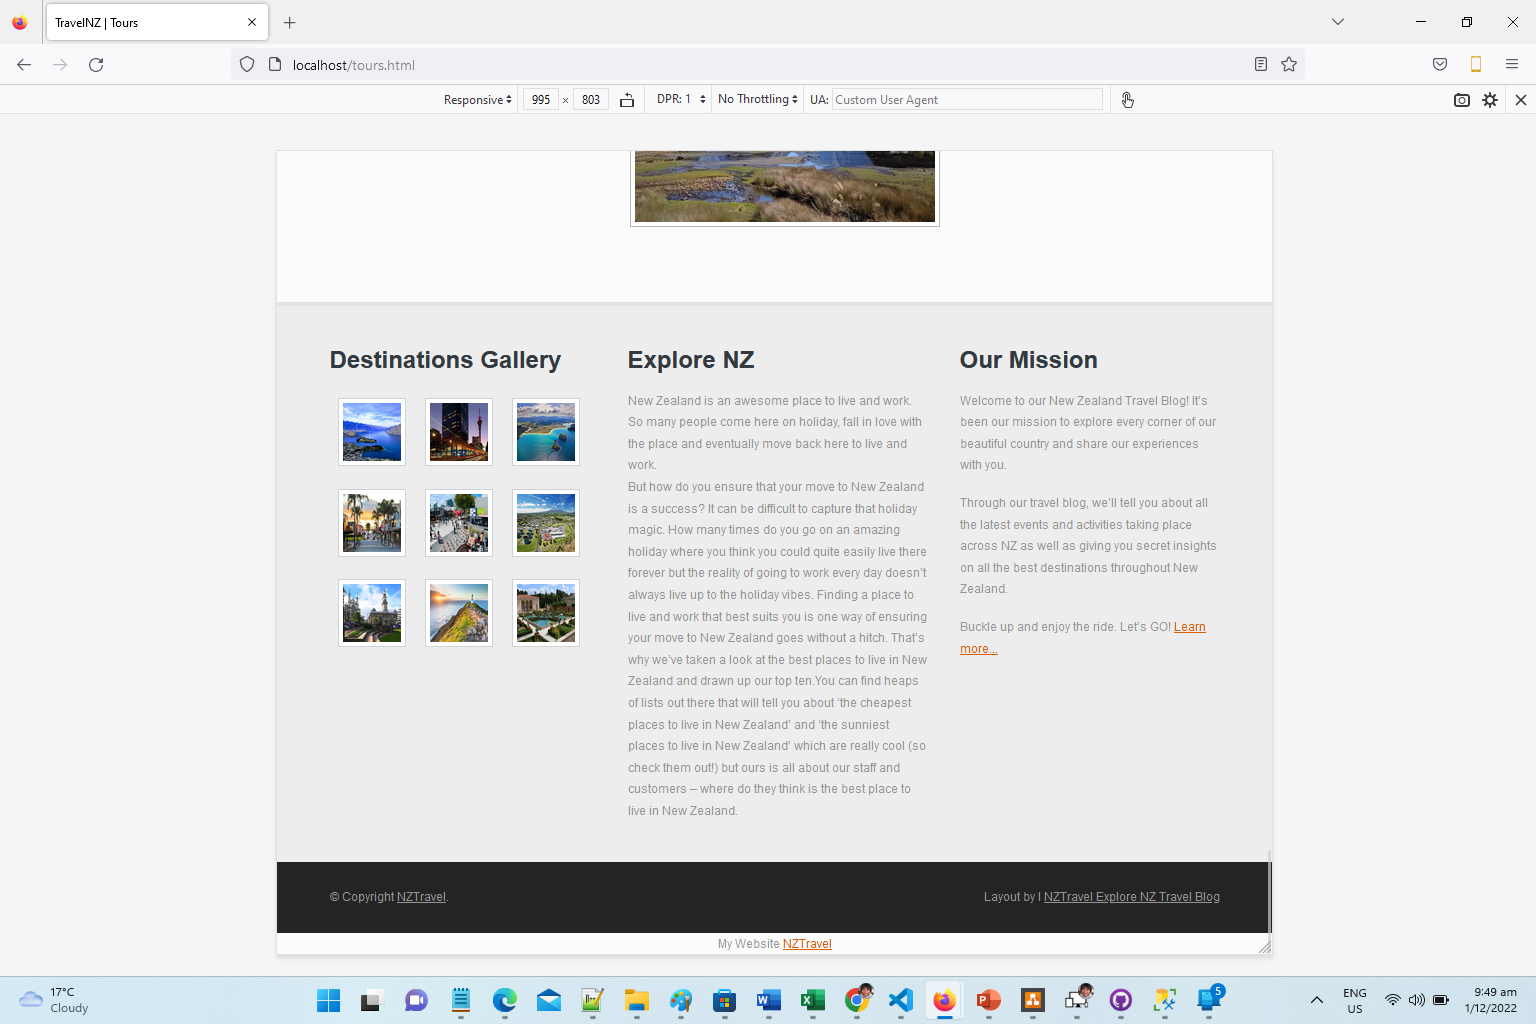 TravelNZ | Tours
localhost/tours.html
Responsive 995 × 803 DPR: 1 No Throttling UA: Custom User Agent
Destinations Gallery
Explore NZ
New Zealand is an awesome place to live and work.
So many people come here on holiday, fall in love with
the place and eventually move back here to live and
work.
But how do you ensure that your move to New Zealand
is a success? It can be difficult to capture that holiday
magic. How many times do you go on an amazing
holiday where you think you could quite easily live there
forever but the reality of going to work every day doesn’t
always live up to the holiday vibes. Finding a place to
live and work that best suits you is one way of ensuring
your move to New Zealand goes without a hitch. That’s
why we’ve taken a look at the best places to live in New
Zealand and drawn up our top ten.You can find heaps
of lists out there that will tell you about ‘the cheapest
places to live in New Zealand’ and ‘the sunniest
places to live in New Zealand’ which are really cool (so
check them out!) but ours is all about our staff and
customers – where do they think is the best place to
live in New Zealand.
Our Mission
Welcome to our New Zealand Travel Blog! It’s
been our mission to explore every corner of our
beautiful country and share our experiences
with you.
Through our travel blog, we’ll tell you about all
the latest events and activities taking place
across NZ as well as giving you secret insights
on all the best destinations throughout New
Zealand.
Buckle up and enjoy the ride. Let’s GO! Learn
more...
© Copyright NZTravel.
Layout by I NZTravel Explore NZ Travel Blog
My Website NZTravel
17°C
Cloudy
5
ENG
US
9:49 am
1/12/2022